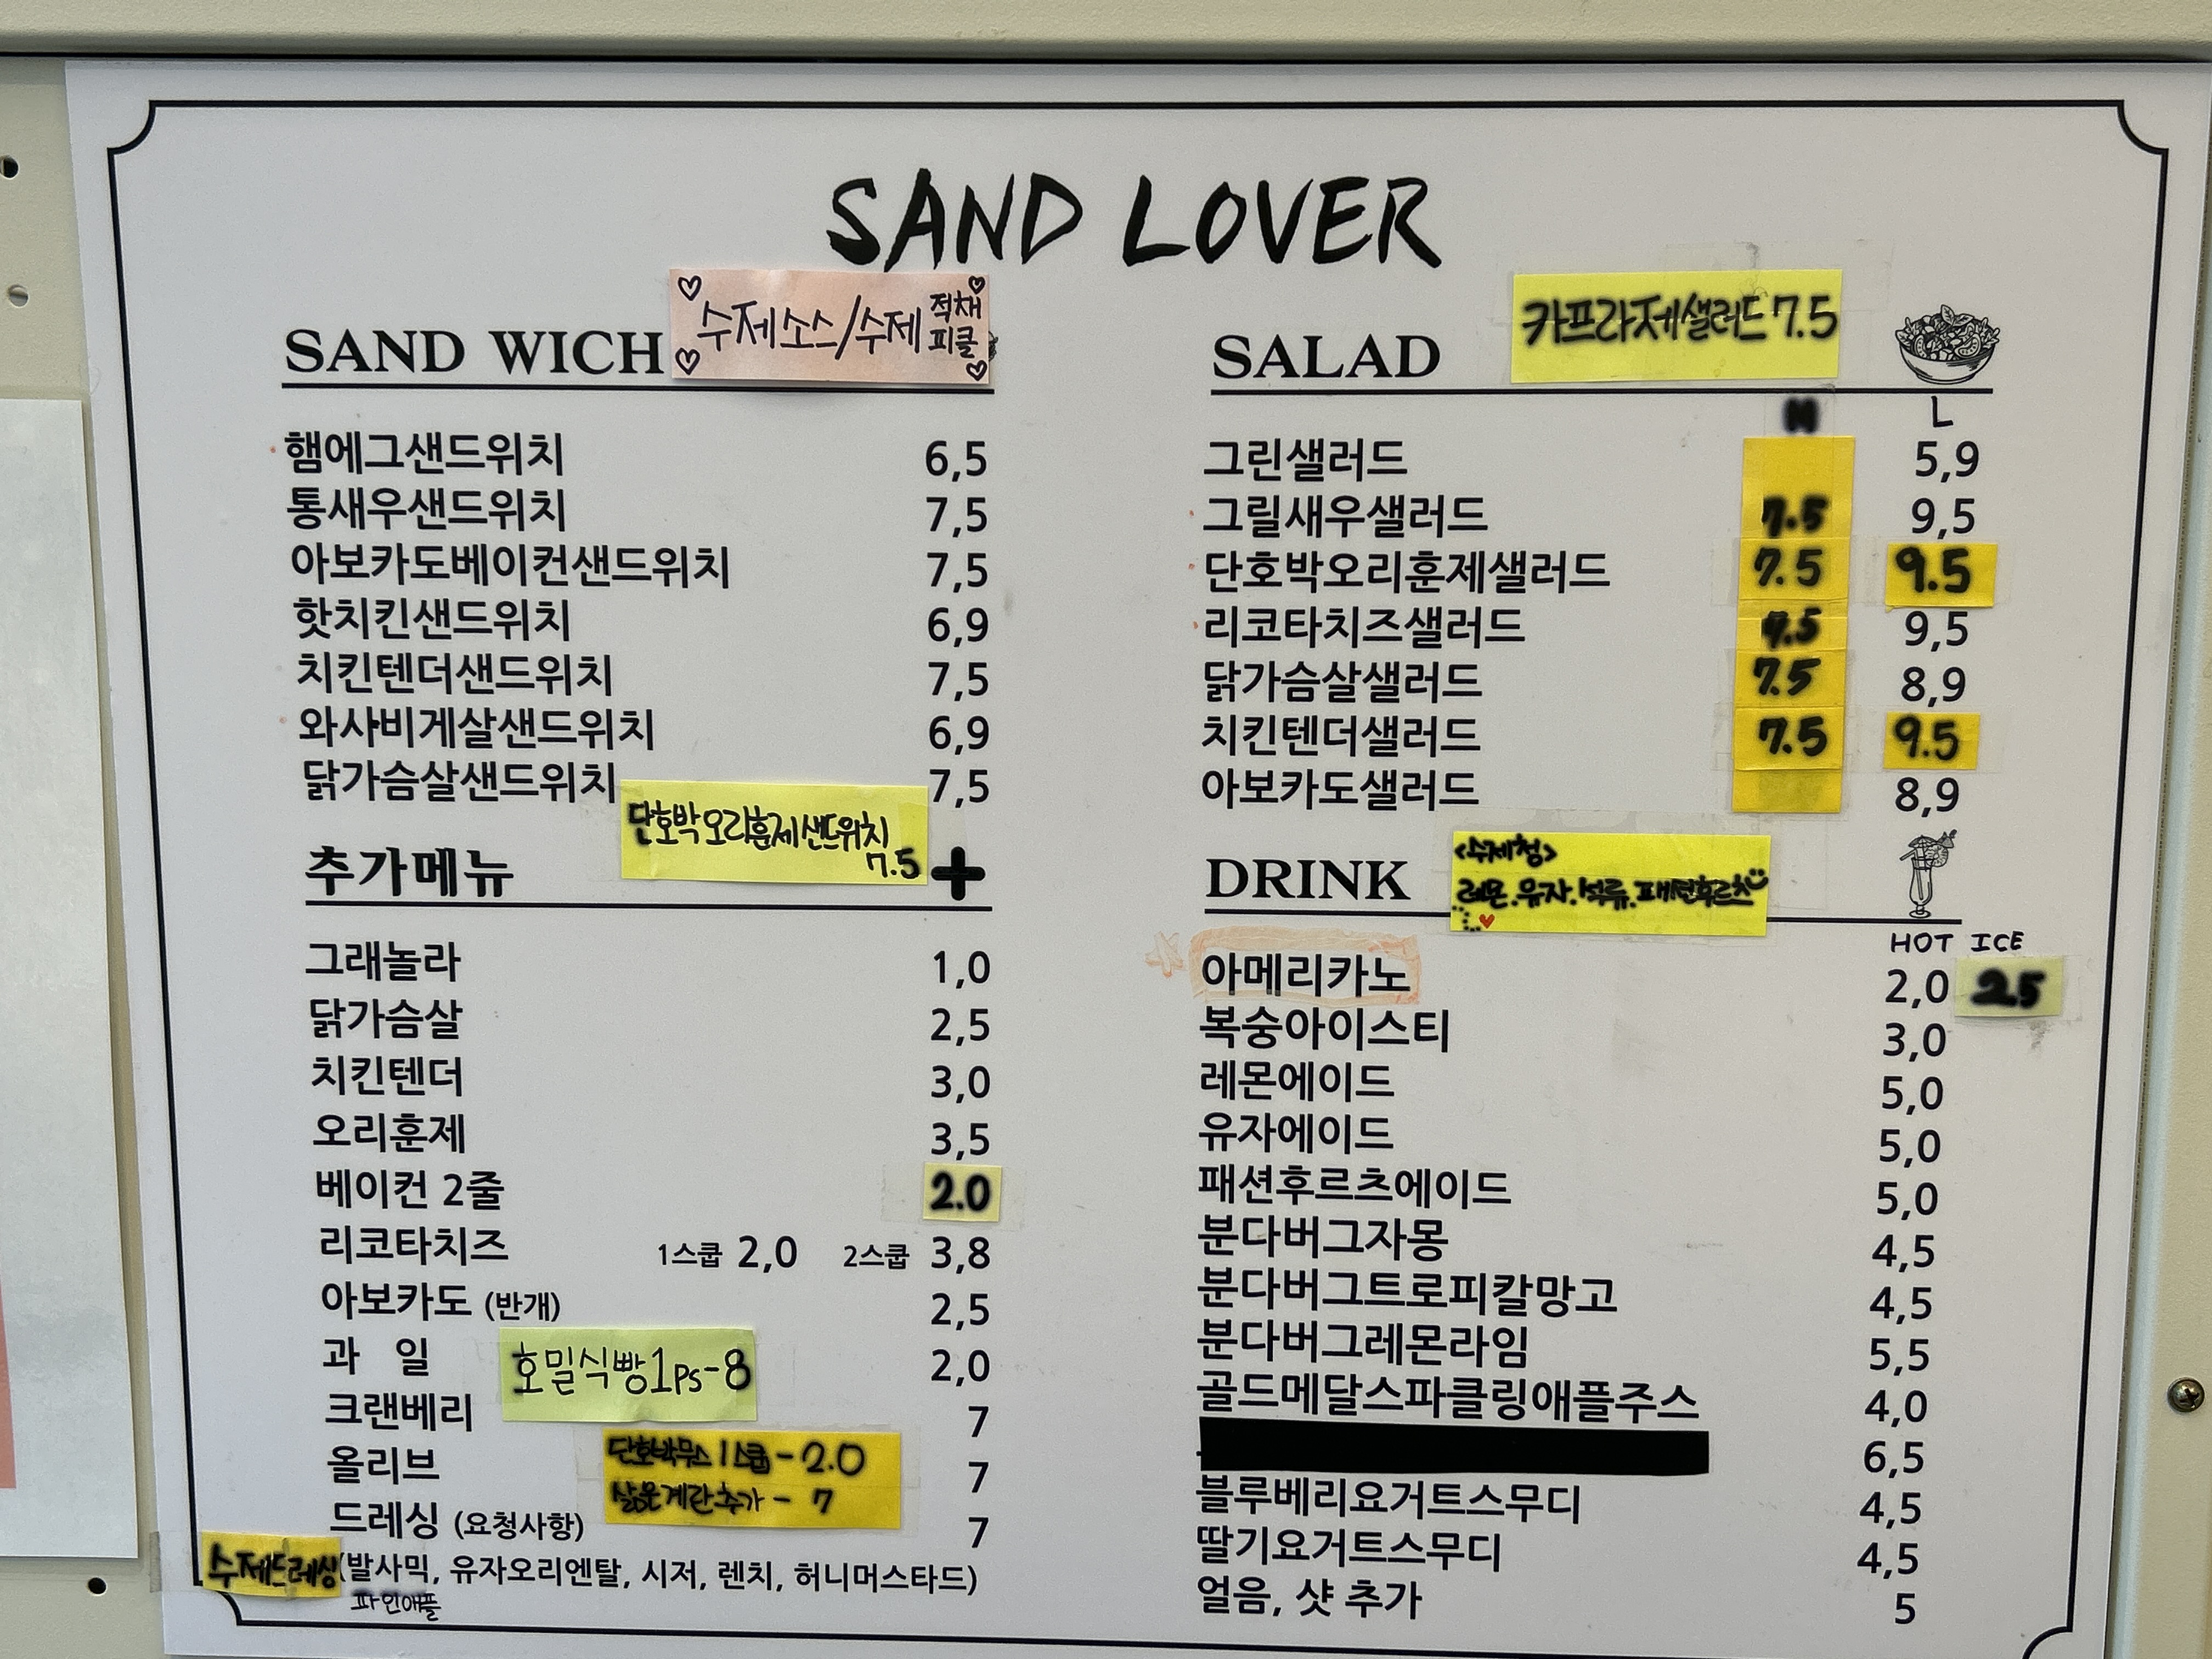 SAND LOVER
SAND WICH
♡수제소스/수제 적채피클♡
햄에그샌드위치 6,5
통새우샌드위치 7,5
아보카도베이컨샌드위치 7,5
핫치킨샌드위치 6,9
치킨텐더샌드위치 7,5
와사비게살샌드위치 6,9
닭가슴살샌드위치 7,5
단호박오리훈제샌드위치
7.5
추가메뉴 +
그래놀라 1,0
닭가슴살 2,5
치킨텐더 3,0
오리훈제 3,5
베이컨 2줄 2.0
리코타치즈 1스쿱 2,0 2스쿱 3,8
아보카도 (반개) 2,5
과 일 2,0
호밀식빵1Ps-8
크랜베리 7
올리브 7
단호박무스 1스쿱-2.0
삶은계란추가 - 7
드레싱 (요청사항) 7
수제드레싱(발사믹, 유자오리엔탈, 시저, 렌치, 허니머스타드)
파인애플
SALAD
카프라제샐러드 7.5
M L
그린샐러드 5,9
그릴새우샐러드 7.5 9,5
단호박오리훈제샐러드 7.5 9.5
리코타치즈샐러드 7.5 9,5
닭가슴살샐러드 7.5 8,9
치킨텐더샐러드 7.5 9.5
아보카도샐러드 8,9
DRINK
<수제청>
레몬.유자.석류.패션후르츠
HOT ICE
아메리카노 2,0 2.5
복숭아이스티 3,0
레몬에이드 5,0
유자에이드 5,0
패션후르츠에이드 5,0
분다버그자몽 4,5
분다버그트로피칼망고 4,5
분다버그레몬라임 5,5
골드메달스파클링애플주스 4,0
6,5
블루베리요거트스무디 4,5
딸기요거트스무디 4,5
얼음, 샷 추가 5